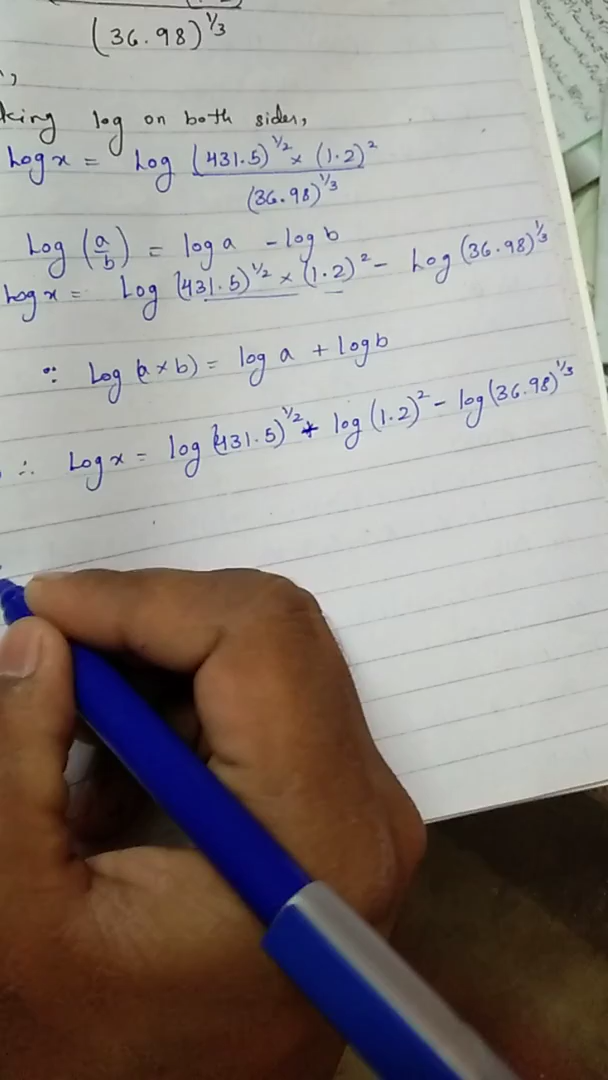 (36.98)^1/3
king log on both sides,
Log x = Log (431.5)^1/2 × (1.2)^2
(36.98)^1/3
Log (a/b) = log a - log b
Log x = Log (431.5)^1/2 × (1.2)^2 - Log (36.98)^1/3
∵ Log (a × b) = log a + log b
∴ Log x = log (431.5)^1/2 + log (1.2)^2 - log (36.98)^1/3